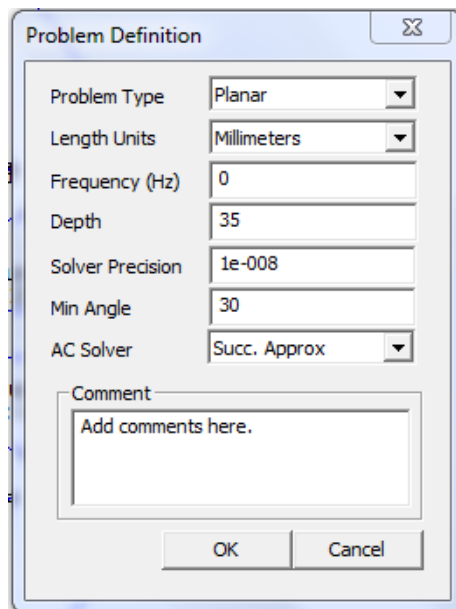 Problem Definition
Problem Type Planar
Length Units Millimeters
Frequency (Hz) 0
Depth 35
Solver Precision 1e-008
Min Angle 30
AC Solver Succ. Approx
Comment
Add comments here.
OK Cancel